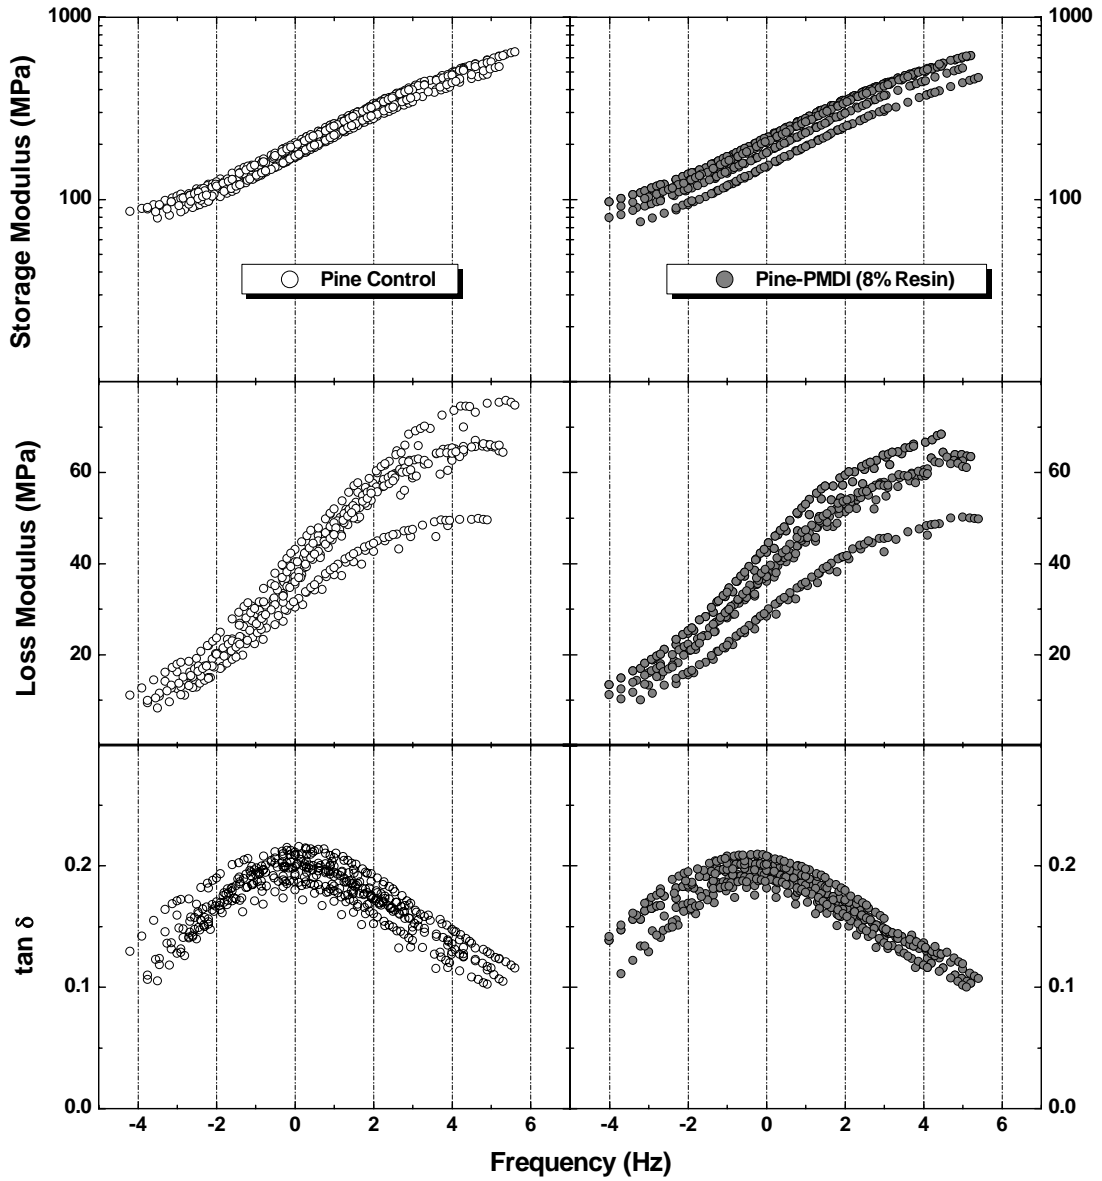 1000
1000
Storage Modulus (MPa)
100
100
Pine Control
Pine-PMDI (8% Resin)
Loss Modulus (MPa)
60
60
40
40
20
20
tan δ
0.2
0.2
0.1
0.1
0.0
0.0
-4 -2 0 2 4 6 -4 -2 0 2 4 6
Frequency (Hz)